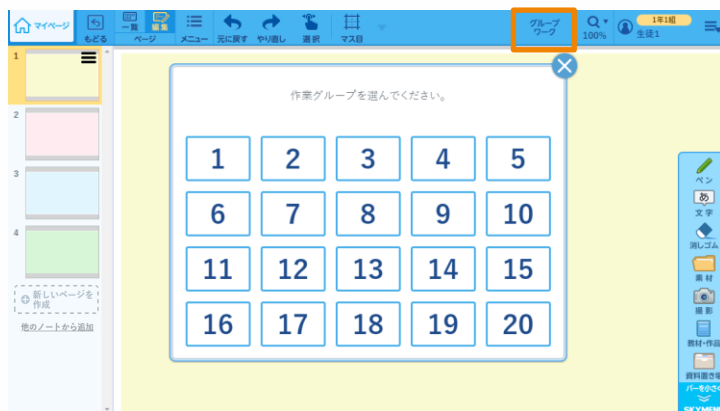 マイページ
もどる
一覧
編集
ページ
メニュー
元に戻す
やり直し
選択
マス目
グループ
ワーク
100%
1年1組
生徒1
1
2
3
4
新しいページを
作成
他のノートから追加
作業グループを選んでください。
1 2 3 4 5
6 7 8 9 10
11 12 13 14 15
16 17 18 19 20
ペン
あ
文字
消しゴム
素材
撮影
教材・作品
資料置き場
バーを小さく
SKYMENU